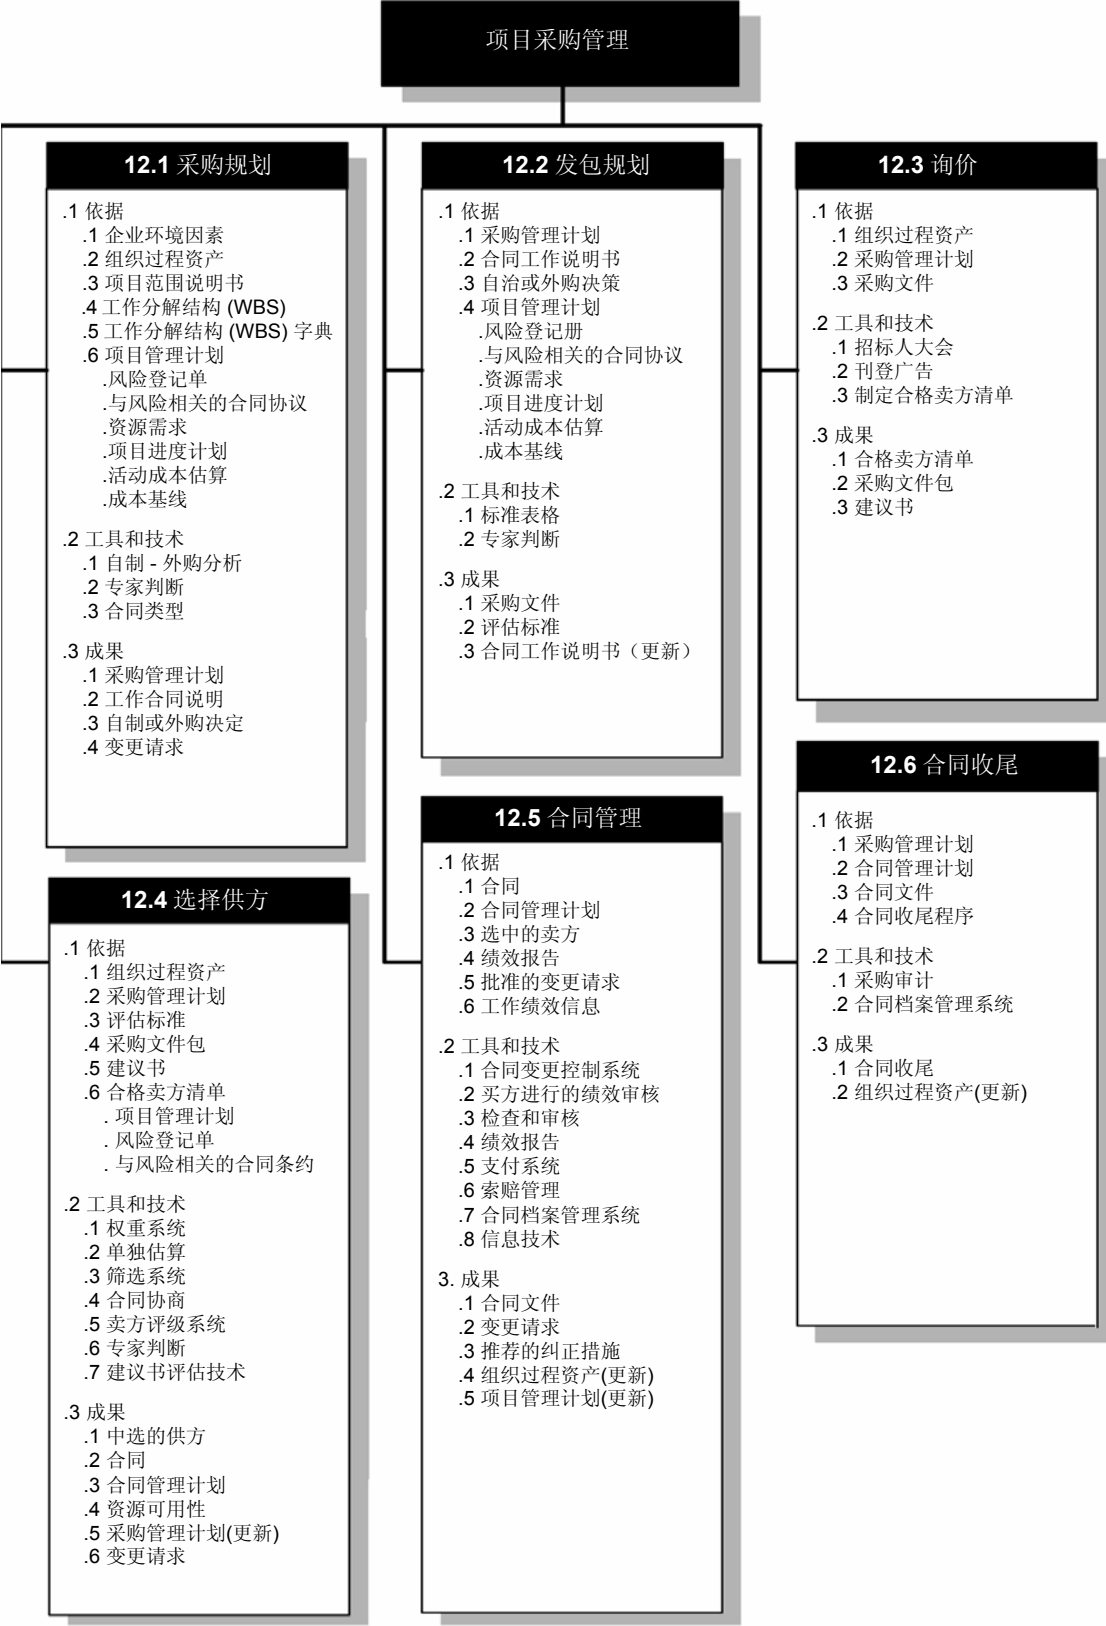 项目采购管理
12.1 采购规划
.1 依据
.1 企业环境因素
.2 组织过程资产
.3 项目范围说明书
.4 工作分解结构 (WBS)
.5 工作分解结构 (WBS) 字典
.6 项目管理计划
.风险登记单
.与风险相关的合同协议
.资源需求
.项目进度计划
.活动成本估算
.成本基线
.2 工具和技术
.1 自制 - 外购分析
.2 专家判断
.3 合同类型
.3 成果
.1 采购管理计划
.2 工作合同说明
.3 自制或外购决定
.4 变更请求
12.2 发包规划
.1 依据
.1 采购管理计划
.2 合同工作说明书
.3 自治或外购决策
.4 项目管理计划
.风险登记册
.与风险相关的合同协议
.资源需求
.项目进度计划
.活动成本估算
.成本基线
.2 工具和技术
.1 标准表格
.2 专家判断
.3 成果
.1 采购文件
.2 评估标准
.3 合同工作说明书（更新）
12.3 询价
.1 依据
.1 组织过程资产
.2 采购管理计划
.3 采购文件
.2 工具和技术
.1 招标人大会
.2 刊登广告
.3 制定合格卖方清单
.3 成果
.1 合格卖方清单
.2 采购文件包
.3 建议书
12.4 选择供方
.1 依据
.1 组织过程资产
.2 采购管理计划
.3 评估标准
.4 采购文件包
.5 建议书
.6 合格卖方清单
. 项目管理计划
. 风险登记单
. 与风险相关的合同条约
.2 工具和技术
.1 权重系统
.2 单独估算
.3 筛选系统
.4 合同协商
.5 卖方评级系统
.6 专家判断
.7 建议书评估技术
.3 成果
.1 中选的供方
.2 合同
.3 合同管理计划
.4 资源可用性
.5 采购管理计划(更新)
.6 变更请求
12.5 合同管理
.1 依据
.1 合同
.2 合同管理计划
.3 选中的卖方
.4 绩效报告
.5 批准的变更请求
.6 工作绩效信息
.2 工具和技术
.1 合同变更控制系统
.2 买方进行的绩效审核
.3 检查和审核
.4 绩效报告
.5 支付系统
.6 索赔管理
.7 合同档案管理系统
.8 信息技术
3. 成果
.1 合同文件
.2 变更请求
.3 推荐的纠正措施
.4 组织过程资产(更新)
.5 项目管理计划(更新)
12.6 合同收尾
.1 依据
.1 采购管理计划
.2 合同管理计划
.3 合同文件
.4 合同收尾程序
.2 工具和技术
.1 采购审计
.2 合同档案管理系统
.3 成果
.1 合同收尾
.2 组织过程资产(更新)